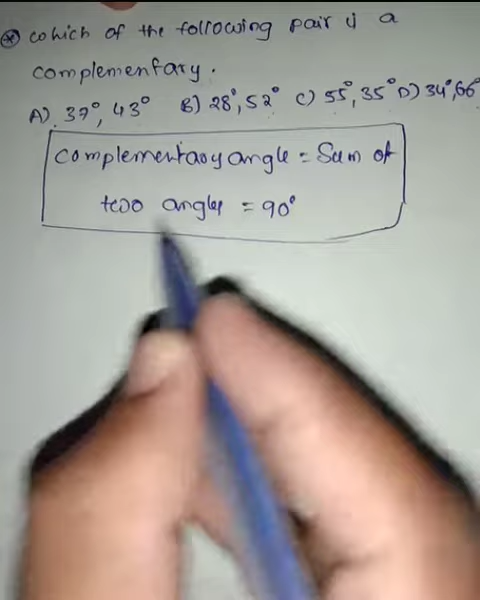 * Which of the following pair is a
complementary.
A) 37°, 43° B) 28°, 52° C) 55°, 35° D) 34°, 66°
Complementary angle = Sum of
two angles = 90°